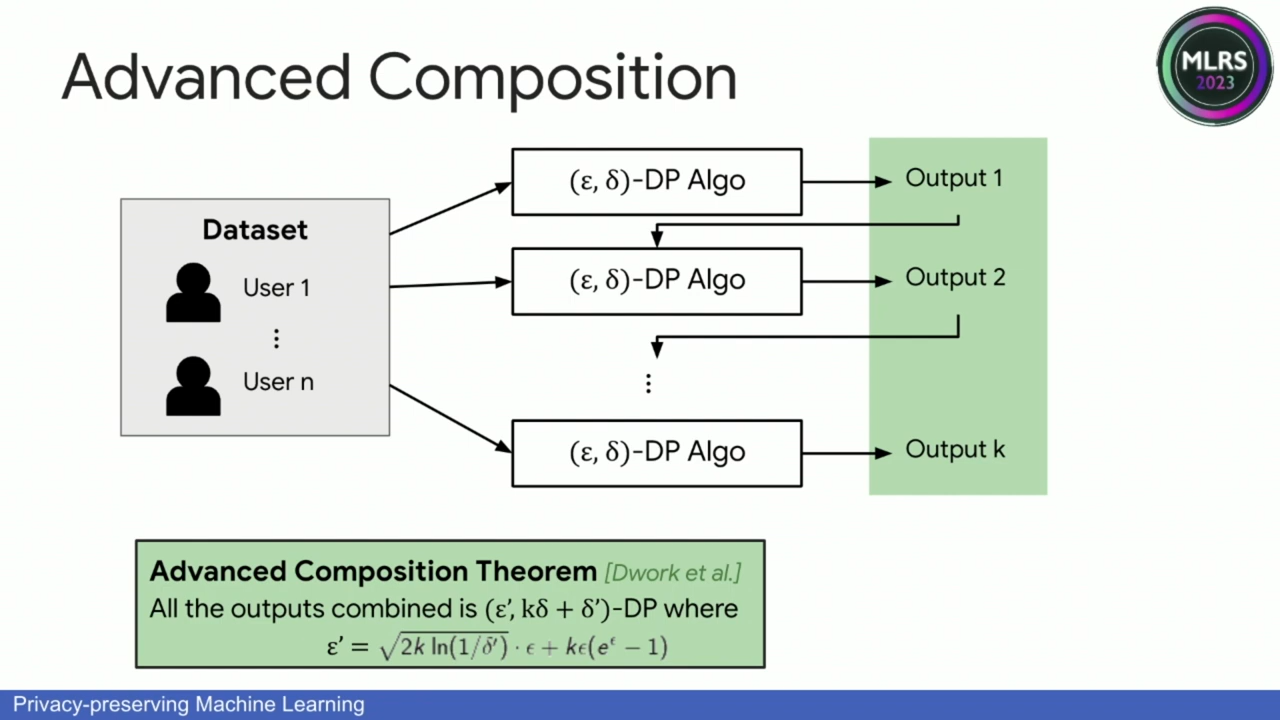 Advanced Composition
MLRS
2023
Dataset
User 1
⋮
User n
(ε, δ)-DP Algo
Output 1
(ε, δ)-DP Algo
Output 2
⋮
(ε, δ)-DP Algo
Output k
Advanced Composition Theorem [Dwork et al.]
All the outputs combined is (ε’, kδ + δ’)-DP where
ε’ = √(2k ln(1/δ′)) · ϵ + kϵ(e^ϵ − 1)
Privacy-preserving Machine Learning